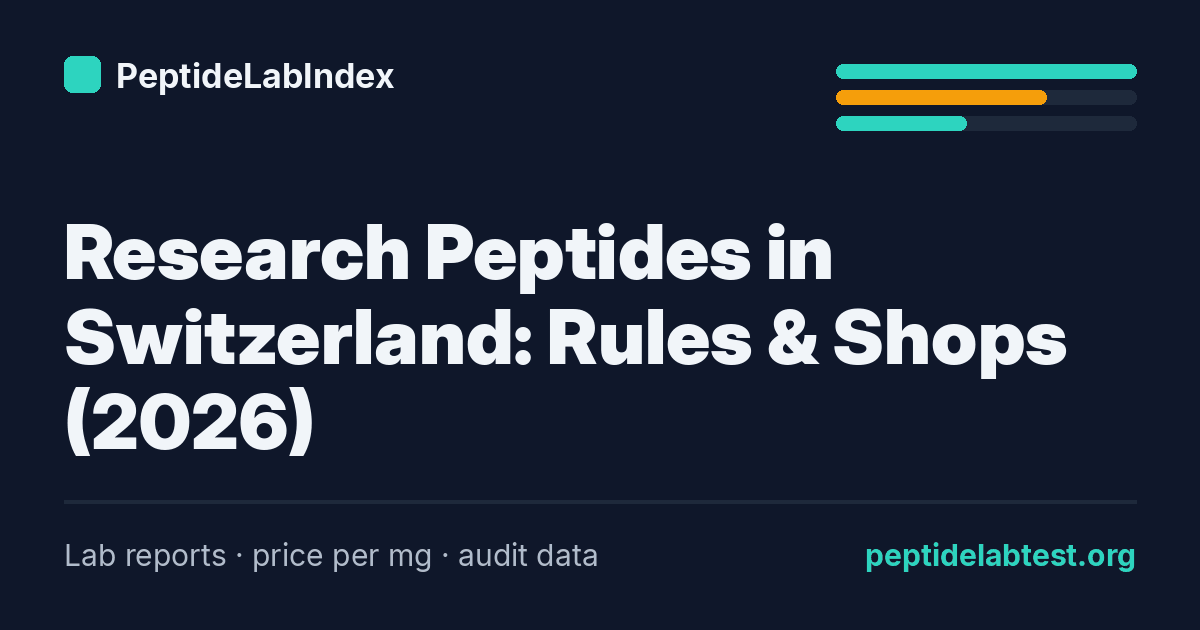 PeptideLabIndex
Research Peptides in
Switzerland: Rules & Shops
(2026)
Lab reports · price per mg · audit data
peptidelabtest.org